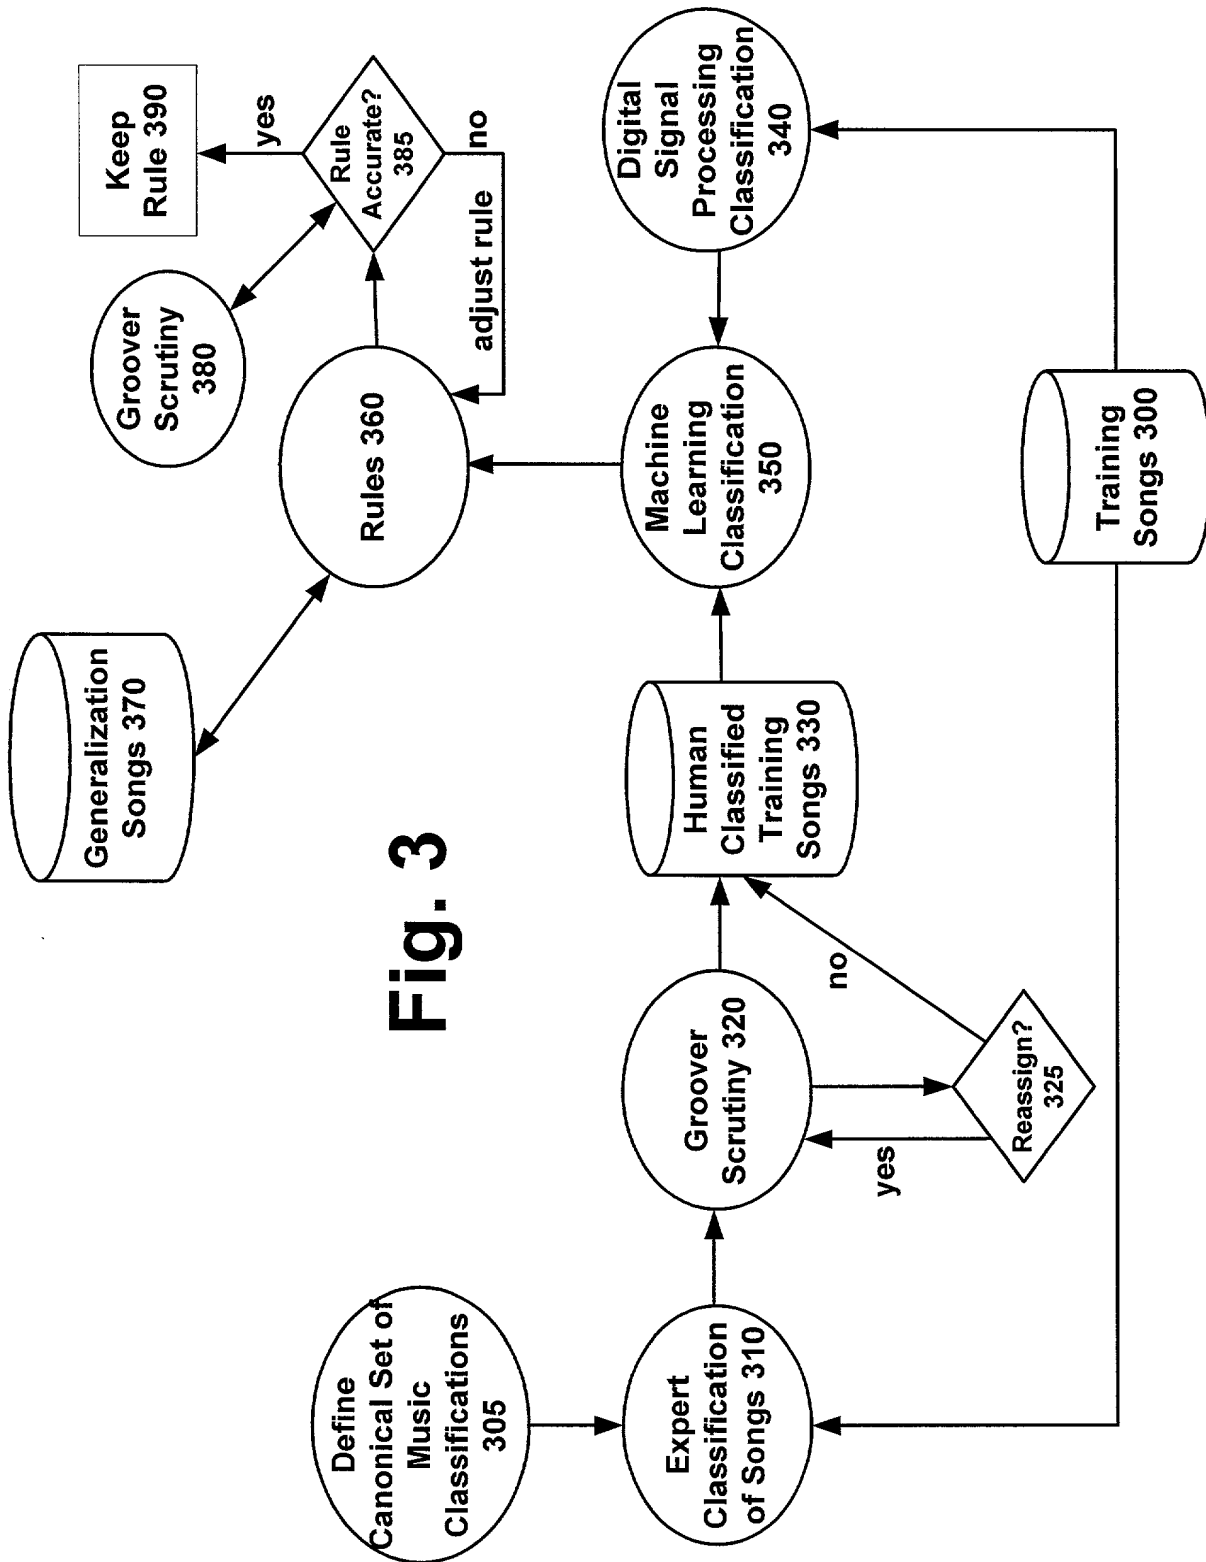 Define
Canonical Set of
Music
Classifications
305
Expert
Classification
of Songs 310
Groover
Scrutiny 320
yes
no
Reassign?
325
Human
Classified
Training
Songs 330
Generalization
Songs 370
Fig. 3
Machine
Learning
Classification
350
Training
Songs 300
Rules 360
Groover
Scrutiny
380
adjust rule
Keep
Rule 390
yes
Rule
Accurate?
385
no
Digital
Signal
Processing
Classification
340